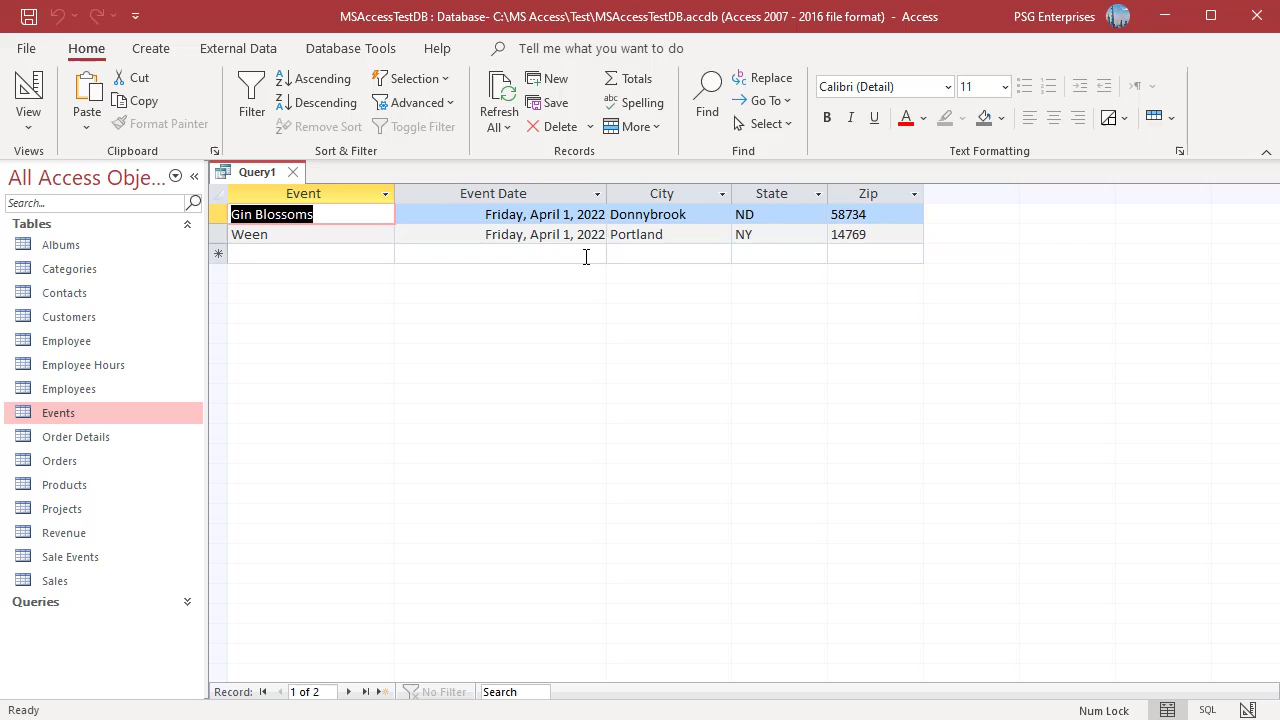 MSAccessTestDB : Database- C:\MS Access\Test\MSAccessTestDB.accdb (Access 2007 - 2016 file format) - Access
PSG Enterprises
File Home Create External Data Database Tools Help Tell me what you want to do
View
Views
Paste
Cut
Copy
Format Painter
Clipboard
Filter
Ascending
Descending
Remove Sort
Selection
Advanced
Toggle Filter
Sort & Filter
Refresh
All
New
Save
Delete
Totals
Spelling
More
Records
Find
Replace
Go To
Select
Find
Calibri (Detail) 11
B I U A
Text Formatting
All Access Obje...
Search...
Tables
Albums
Categories
Contacts
Customers
Employee
Employee Hours
Employees
Events
Order Details
Orders
Products
Projects
Revenue
Sale Events
Sales
Queries
Query1
Event Event Date City State Zip
Gin Blossoms Friday, April 1, 2022 Donnybrook ND 58734
Ween Friday, April 1, 2022 Portland NY 14769
Record: 1 of 2 No Filter Search
Ready Num Lock SQL